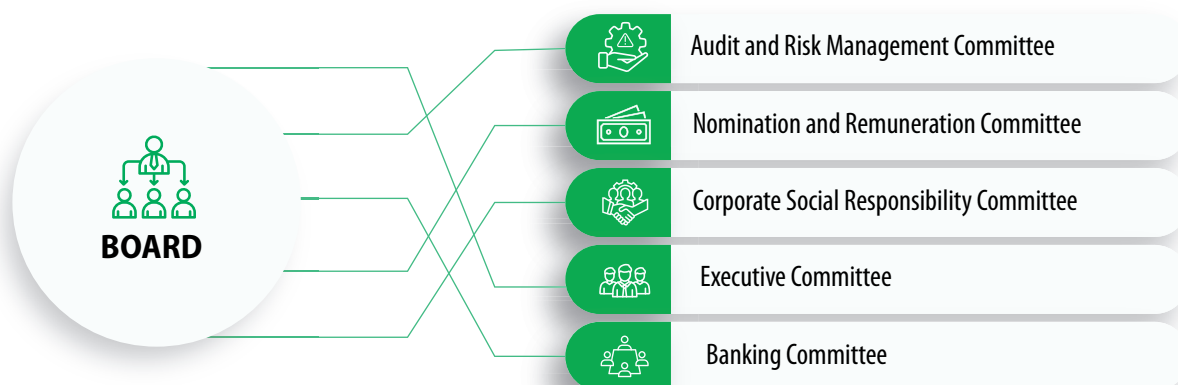 BOARD
Audit and Risk Management Committee
Nomination and Remuneration Committee
Corporate Social Responsibility Committee
Executive Committee
Banking Committee